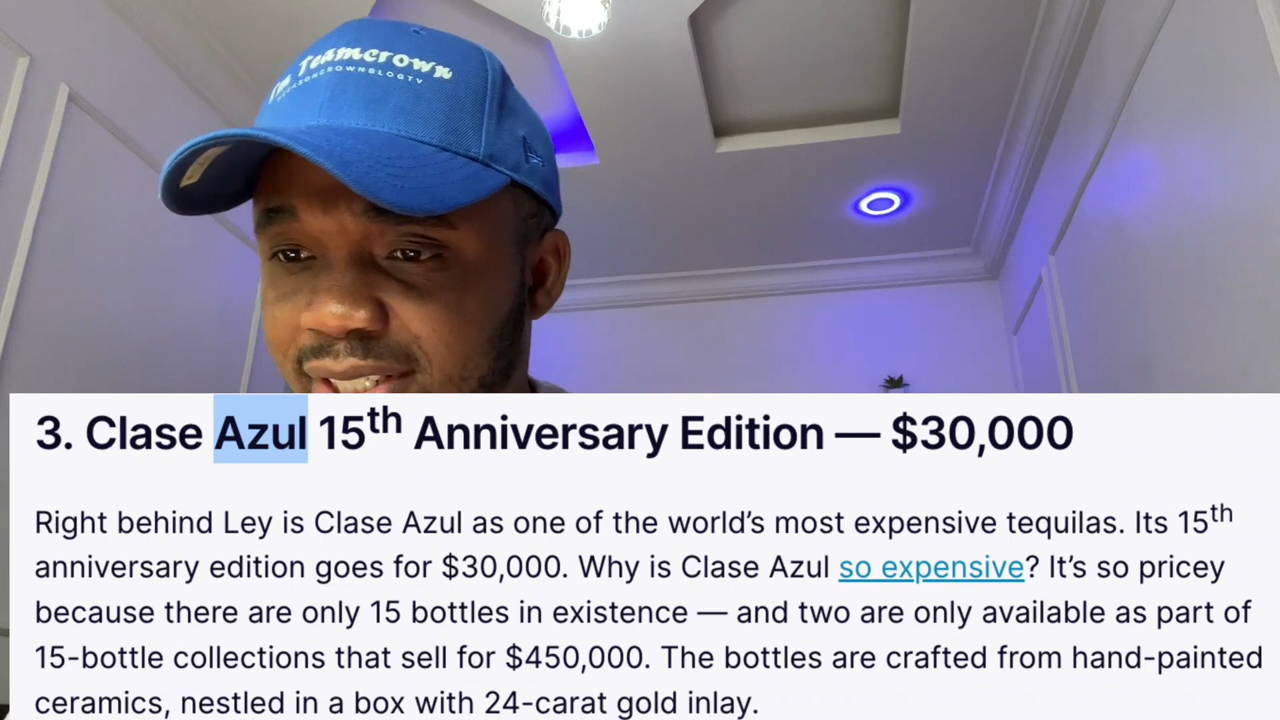 I'm Teamcrown
3. Clase Azul 15th Anniversary Edition — $30,000
Right behind Ley is Clase Azul as one of the world’s most expensive tequilas. Its 15th
anniversary edition goes for $30,000. Why is Clase Azul so expensive? It’s so pricey
because there are only 15 bottles in existence — and two are only available as part of
15-bottle collections that sell for $450,000. The bottles are crafted from hand-painted
ceramics, nestled in a box with 24-carat gold inlay.